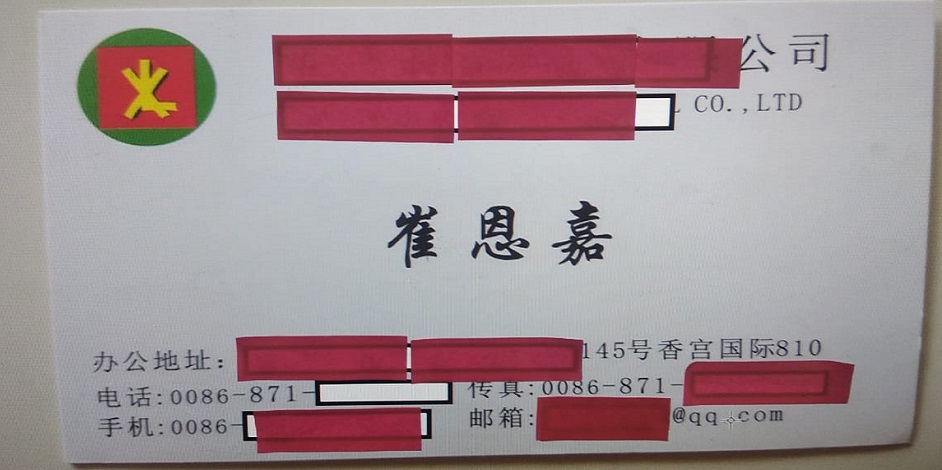 公司
CO.,LTD
崔恩嘉
办公地址: 145号香宫国际810
电话:0086-871- 传真:0086-871-
手机:0086- 邮箱: @qq.com